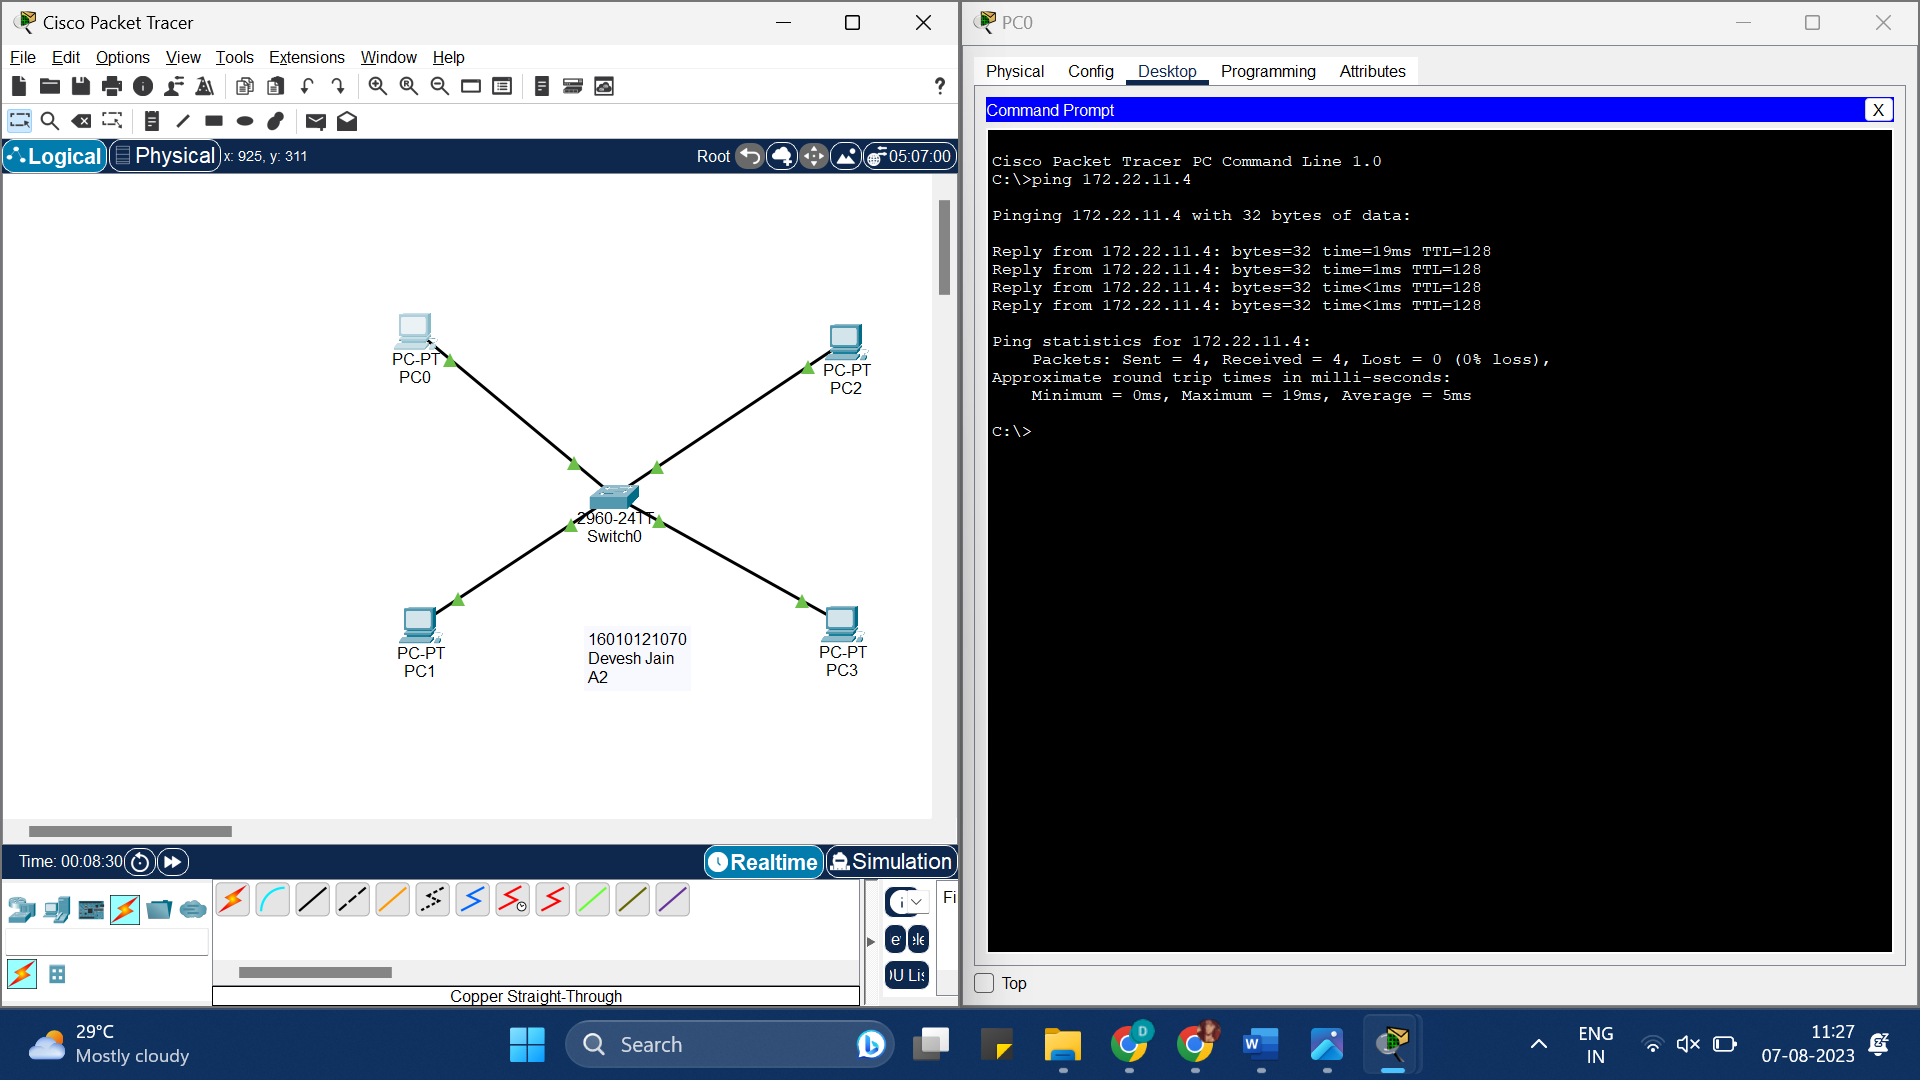 Cisco Packet Tracer
File Edit Options View Tools Extensions Window Help
?
Logical Physical x: 925, y: 311 Root 05:07:00
PC-PT
PC0
PC-PT
PC2
2960-24TT
Switch0
PC-PT
PC1
16010121070
Devesh Jain
A2
PC-PT
PC3
Time: 00:08:30 Realtime Simulation
Fi
Copper Straight-Through
PC0
Physical Config Desktop Programming Attributes
Command Prompt X
Cisco Packet Tracer PC Command Line 1.0
C:\>ping 172.22.11.4
Pinging 172.22.11.4 with 32 bytes of data:
Reply from 172.22.11.4: bytes=32 time=19ms TTL=128
Reply from 172.22.11.4: bytes=32 time=1ms TTL=128
Reply from 172.22.11.4: bytes=32 time<1ms TTL=128
Reply from 172.22.11.4: bytes=32 time<1ms TTL=128
Ping statistics for 172.22.11.4:
Packets: Sent = 4, Received = 4, Lost = 0 (0% loss),
Approximate round trip times in milli-seconds:
Minimum = 0ms, Maximum = 19ms, Average = 5ms
C:\>
Top
29°C
Mostly cloudy
Search
D
W
ENG
IN
11:27
07-08-2023